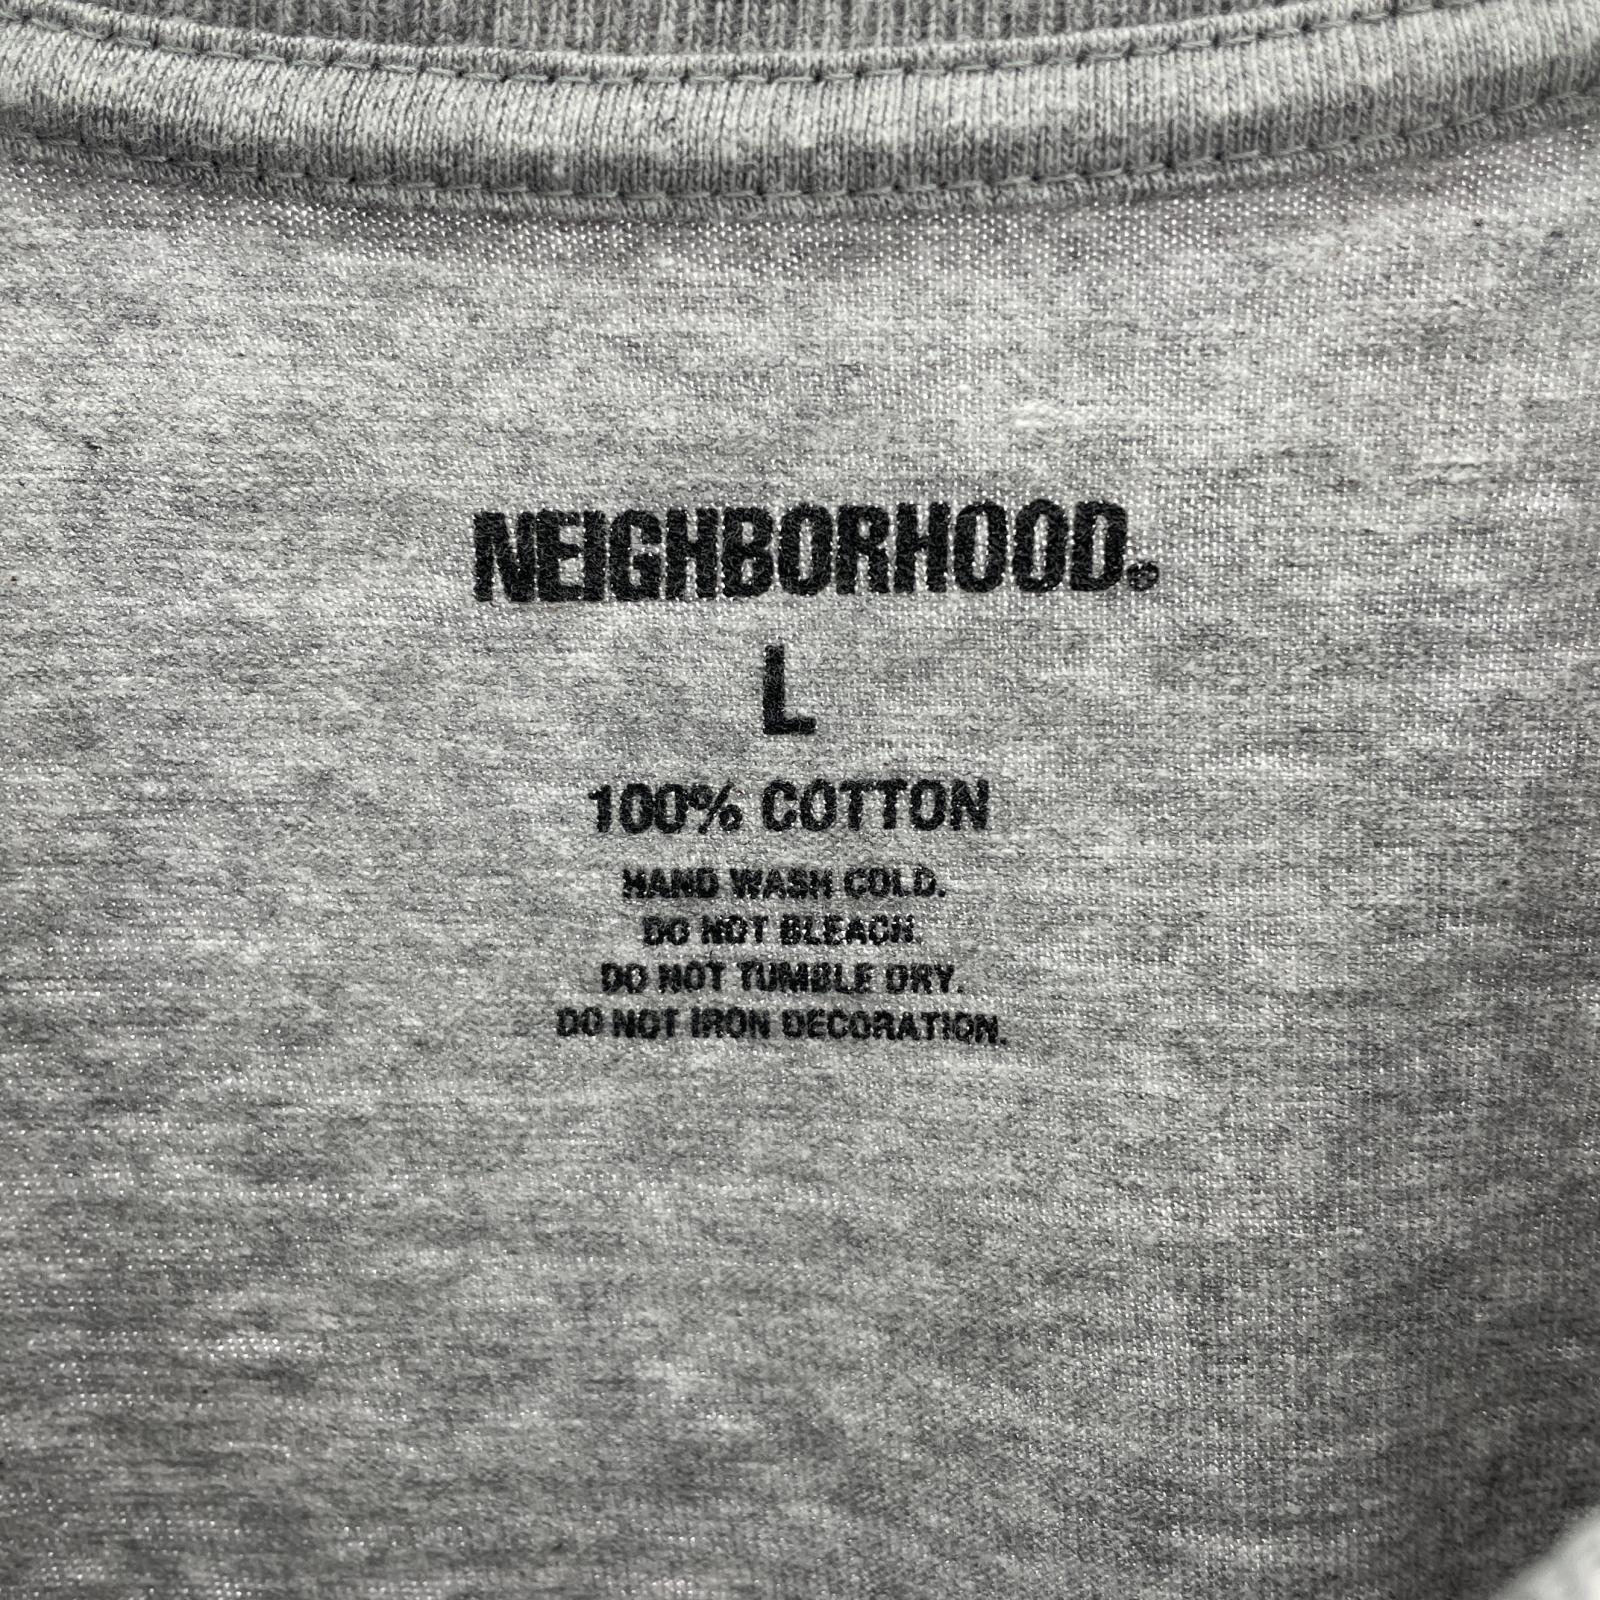 NEIGHBORHOOD®
L
100% COTTON
HAND WASH COLD.
DO NOT BLEACH.
DO NOT TUMBLE DRY.
DO NOT IRON DECORATION.